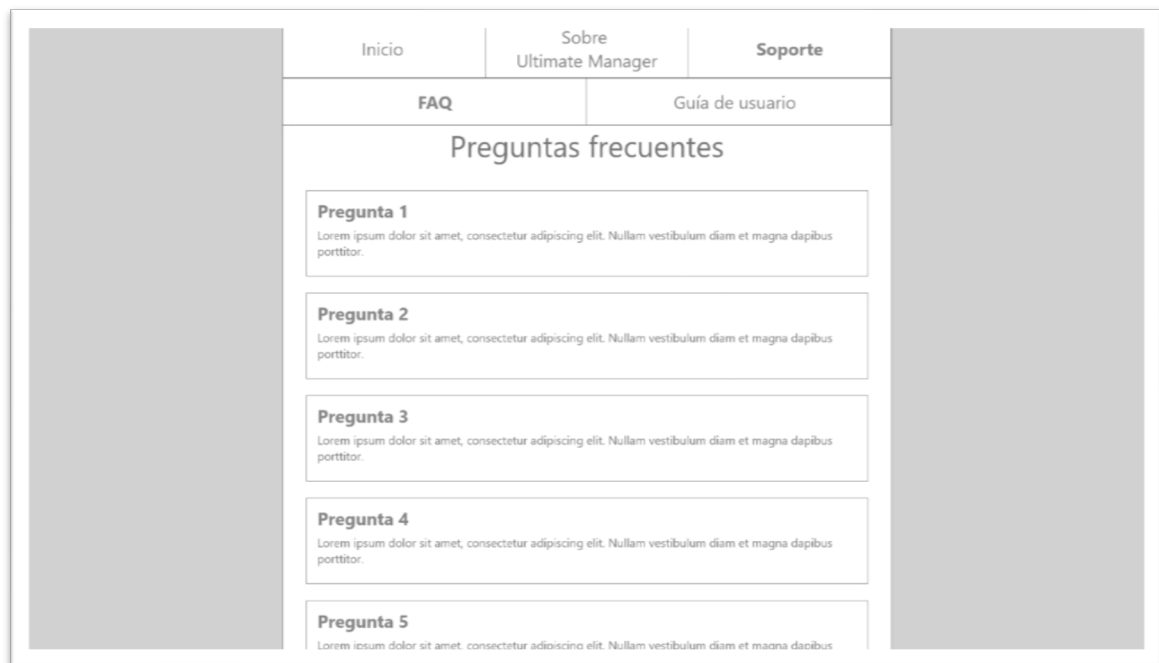 Inicio
Sobre
Ultimate Manager
Soporte
FAQ
Guía de usuario
Preguntas frecuentes
Pregunta 1
Lorem ipsum dolor sit amet, consectetur adipiscing elit. Nullam vestibulum diam et magna dapibus
porttitor.
Pregunta 2
Lorem ipsum dolor sit amet, consectetur adipiscing elit. Nullam vestibulum diam et magna dapibus
porttitor.
Pregunta 3
Lorem ipsum dolor sit amet, consectetur adipiscing elit. Nullam vestibulum diam et magna dapibus
porttitor.
Pregunta 4
Lorem ipsum dolor sit amet, consectetur adipiscing elit. Nullam vestibulum diam et magna dapibus
porttitor.
Pregunta 5
Lorem ipsum dolor sit amet, consectetur adipiscing elit. Nullam vestibulum diam et magna dapibus